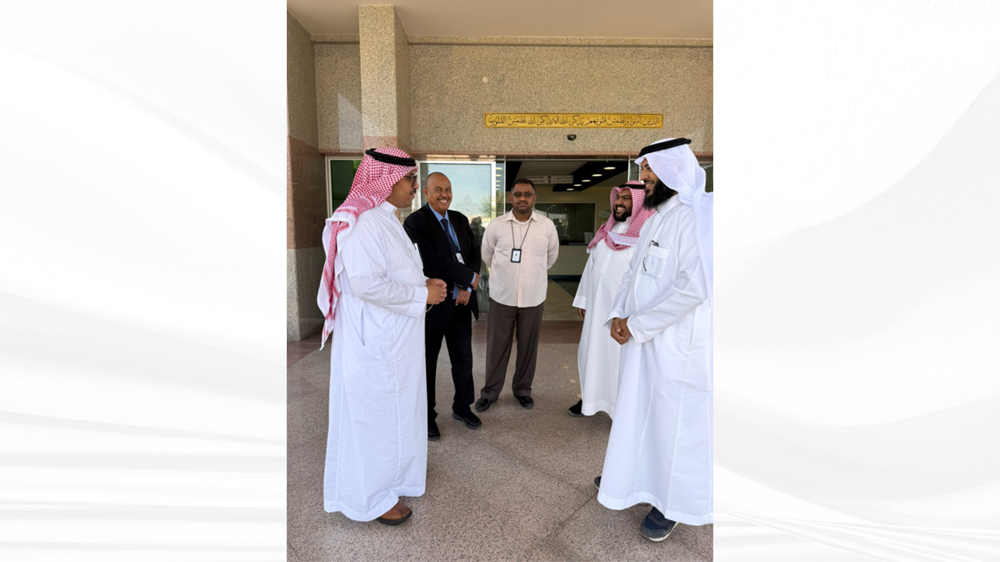 الذين آمنوا وتطمئن قلوبهم بذكر الله ألا بذكر الله تطمئن القلوب